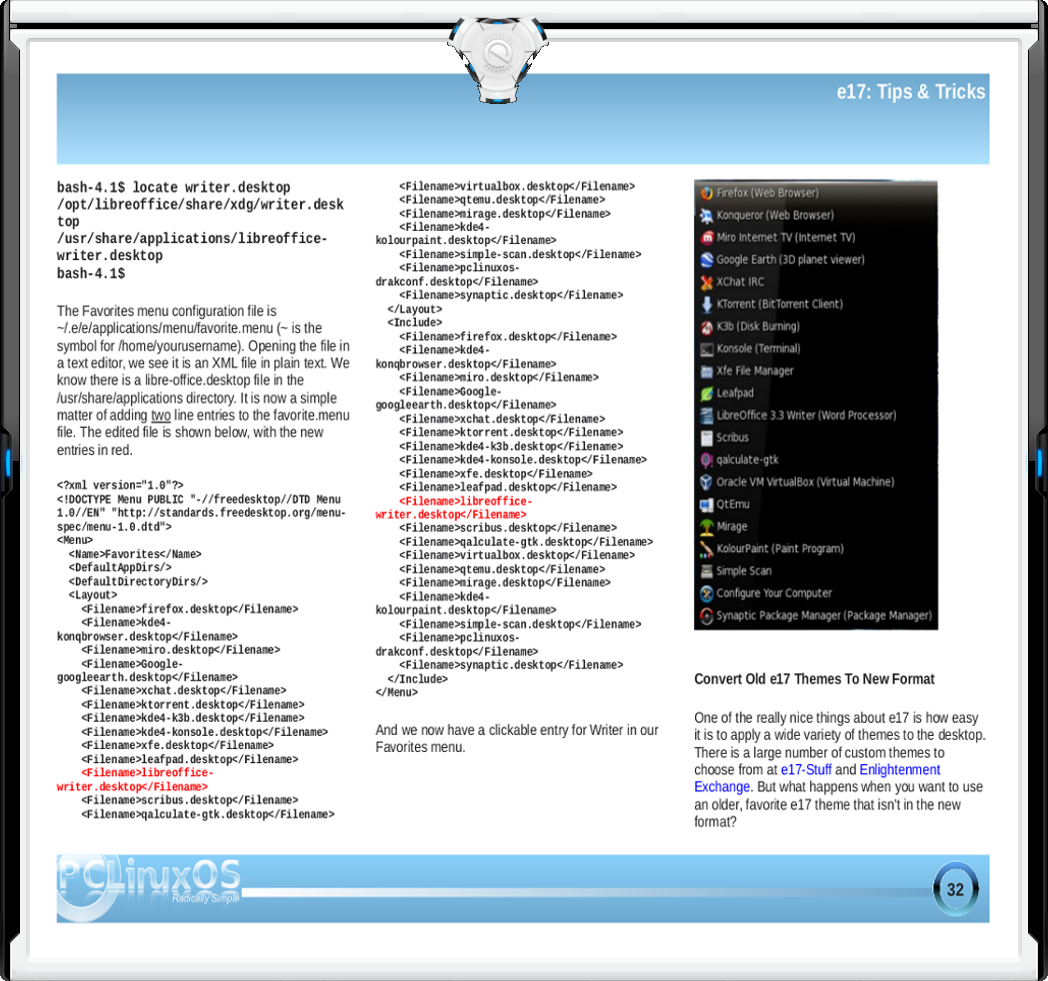 e17: Tips & Tricks
bash-4.1$ locate writer.desktop
/opt/libreoffice/share/xdg/writer.desk
top
/usr/share/applications/libreoffice-
writer.desktop
bash-4.1$
The Favorites menu configuration file is
~/.e/e/applications/menu/favorite.menu (~ is the
symbol for /home/yourusername). Opening the file in
a text editor, we see it is an XML file in plain text. We
know there is a libre-office.desktop file in the
/usr/share/applications directory. It is now a simple
matter of adding two line entries to the favorite.menu
file. The edited file is shown below, with the new
entries in red.
<?xml version="1.0"?>
<!DOCTYPE Menu PUBLIC "-//freedesktop//DTD Menu
1.0//EN" "http://standards.freedesktop.org/menu-
spec/menu-1.0.dtd">
<Menu>
<Name>Favorites</Name>
<DefaultAppDirs/>
<DefaultDirectoryDirs/>
<Layout>
<Filename>firefox.desktop</Filename>
<Filename>kde4-
konqbrowser.desktop</Filename>
<Filename>miro.desktop</Filename>
<Filename>Google-
googleearth.desktop</Filename>
<Filename>xchat.desktop</Filename>
<Filename>ktorrent.desktop</Filename>
<Filename>kde4-k3b.desktop</Filename>
<Filename>kde4-konsole.desktop</Filename>
<Filename>xfe.desktop</Filename>
<Filename>leafpad.desktop</Filename>
<Filename>libreoffice-
writer.desktop</Filename>
<Filename>scribus.desktop</Filename>
<Filename>qalculate-gtk.desktop</Filename>
<Filename>virtualbox.desktop</Filename>
<Filename>qtemu.desktop</Filename>
<Filename>mirage.desktop</Filename>
<Filename>kde4-
kolourpaint.desktop</Filename>
<Filename>simple-scan.desktop</Filename>
<Filename>pclinuxos-
drakconf.desktop</Filename>
<Filename>synaptic.desktop</Filename>
</Layout>
<Include>
<Filename>firefox.desktop</Filename>
<Filename>kde4-
konqbrowser.desktop</Filename>
<Filename>miro.desktop</Filename>
<Filename>Google-
googleearth.desktop</Filename>
<Filename>xchat.desktop</Filename>
<Filename>ktorrent.desktop</Filename>
<Filename>kde4-k3b.desktop</Filename>
<Filename>kde4-konsole.desktop</Filename>
<Filename>xfe.desktop</Filename>
<Filename>leafpad.desktop</Filename>
<Filename>libreoffice-
writer.desktop</Filename>
<Filename>scribus.desktop</Filename>
<Filename>qalculate-gtk.desktop</Filename>
<Filename>virtualbox.desktop</Filename>
<Filename>qtemu.desktop</Filename>
<Filename>mirage.desktop</Filename>
<Filename>kde4-
kolourpaint.desktop</Filename>
<Filename>simple-scan.desktop</Filename>
<Filename>pclinuxos-
drakconf.desktop</Filename>
<Filename>synaptic.desktop</Filename>
</Include>
</Menu>
And we now have a clickable entry for Writer in our
Favorites menu.
Firefox (Web Browser)
Konqueror (Web Browser)
Miro Internet TV (Internet TV)
Google Earth (3D planet viewer)
XChat IRC
KTorrent (BitTorrent Client)
K3b (Disk Burning)
Konsole (Terminal)
Xfe File Manager
Leafpad
LibreOffice 3.3 Writer (Word Processor)
Scribus
qalculate-gtk
Oracle VM VirtualBox (Virtual Machine)
QtEmu
Mirage
KolourPaint (Paint Program)
Simple Scan
Configure Your Computer
Synaptic Package Manager (Package Manager)
Convert Old e17 Themes To New Format
One of the really nice things about e17 is how easy
it is to apply a wide variety of themes to the desktop.
There is a large number of custom themes to
choose from at e17-Stuff and Enlightenment
Exchange. But what happens when you want to use
an older, favorite e17 theme that isn't in the new
format?
PCLinuxOS
Radically Simple
32